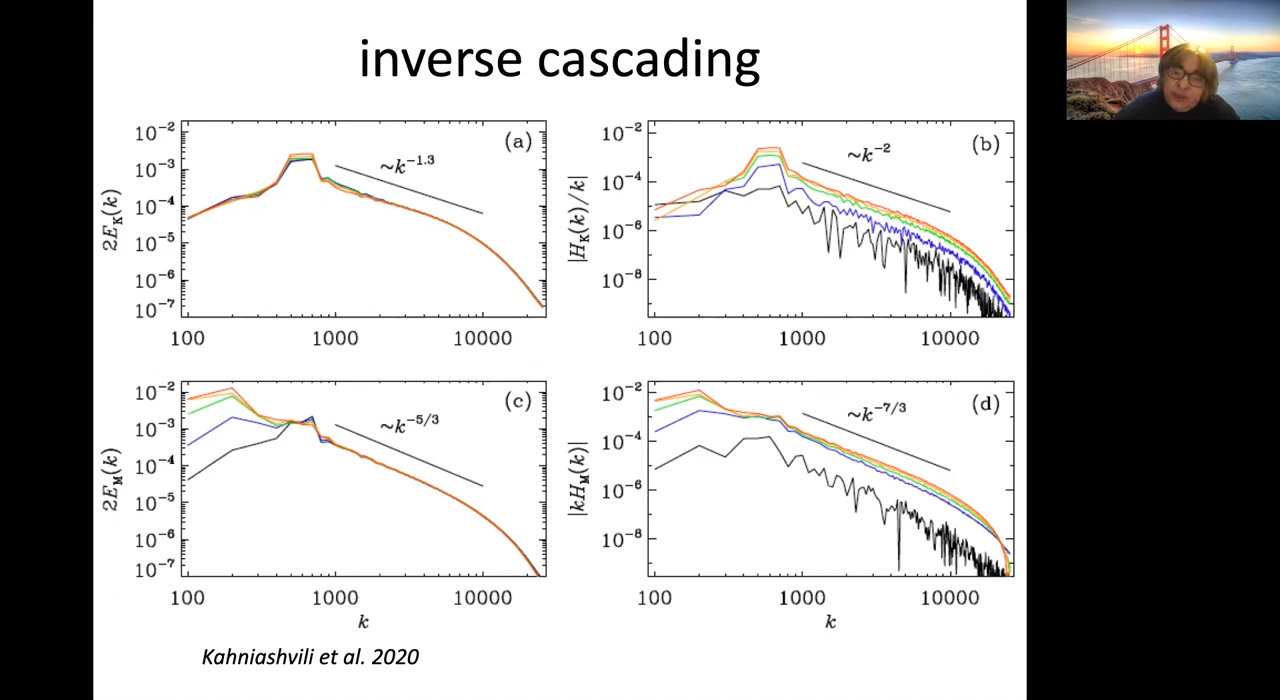 inverse cascading
10⁻² (a) ~k⁻¹·³
10⁻³
10⁻⁴
10⁻⁵
10⁻⁶
10⁻⁷
2E_K(k)
100 1000 10000
10⁻² (b) ~k⁻²
10⁻⁴
10⁻⁶
10⁻⁸
|H_K(k)/k|
100 1000 10000
10⁻² (c) ~k⁻⁵/³
10⁻³
10⁻⁴
10⁻⁵
10⁻⁶
10⁻⁷
2E_M(k)
100 1000 10000
k
10⁻² (d) ~k⁻⁷/³
10⁻⁴
10⁻⁶
10⁻⁸
|kH_M(k)|
100 1000 10000
k
Kahniashvili et al. 2020